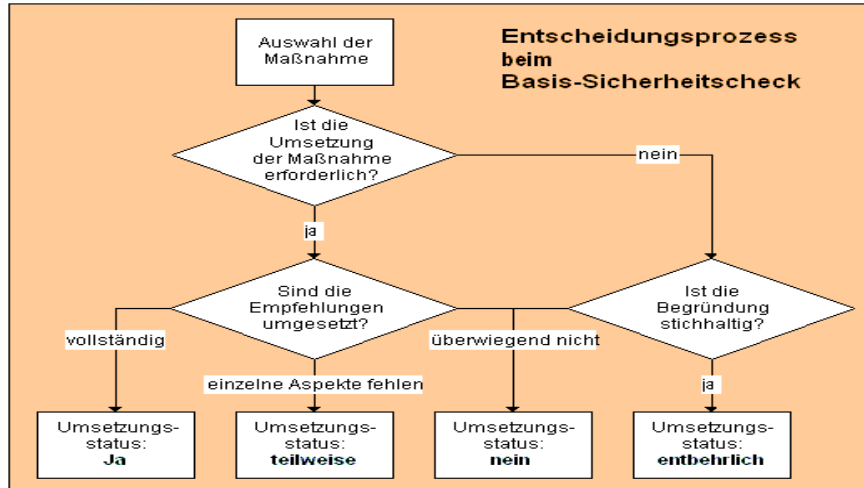 Auswahl der
Maßnahme
Entscheidungsprozess
beim
Basis-Sicherheitscheck
Ist die
Umsetzung
der Maßnahme
erforderlich?
nein
ja
Sind die
Empfehlungen
umgesetzt?
Ist die
Begründung
stichhaltig?
vollständig
überwiegend nicht
einzelne Aspekte fehlen
ja
Umsetzungs-
status:
Ja
Umsetzungs-
status:
teilweise
Umsetzungs-
status:
nein
Umsetzungs-
status:
entbehrlich